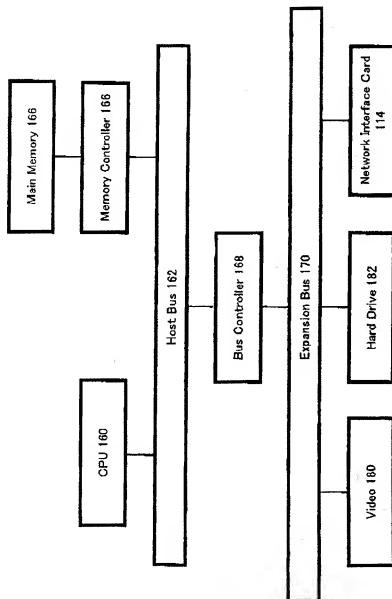 Main Memory 166
Memory Controller 166
CPU 160
Host Bus 162
Bus Controller 168
Expansion Bus 170
Video 180
Hard Drive 182
Network Interface Card
114